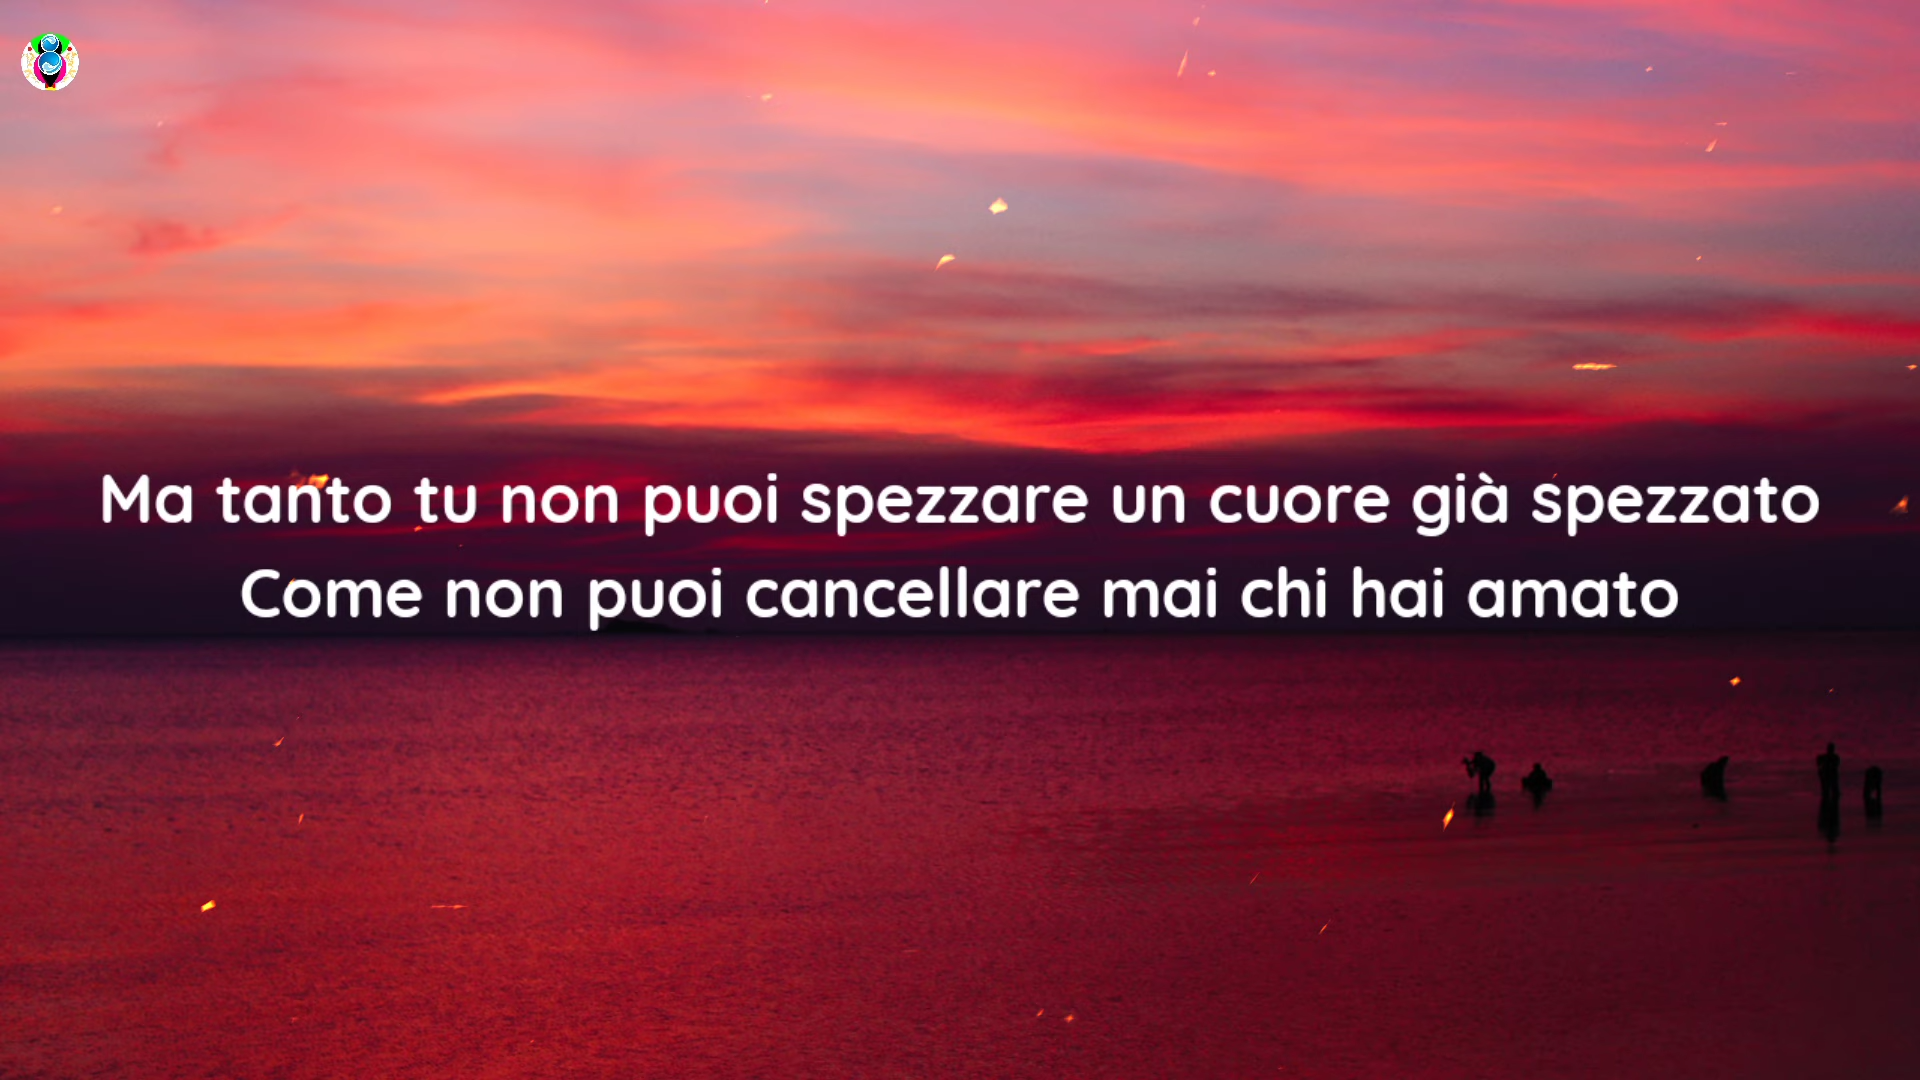 Ma tanto tu non puoi spezzare un cuore già spezzato
Come non puoi cancellare mai chi hai amato